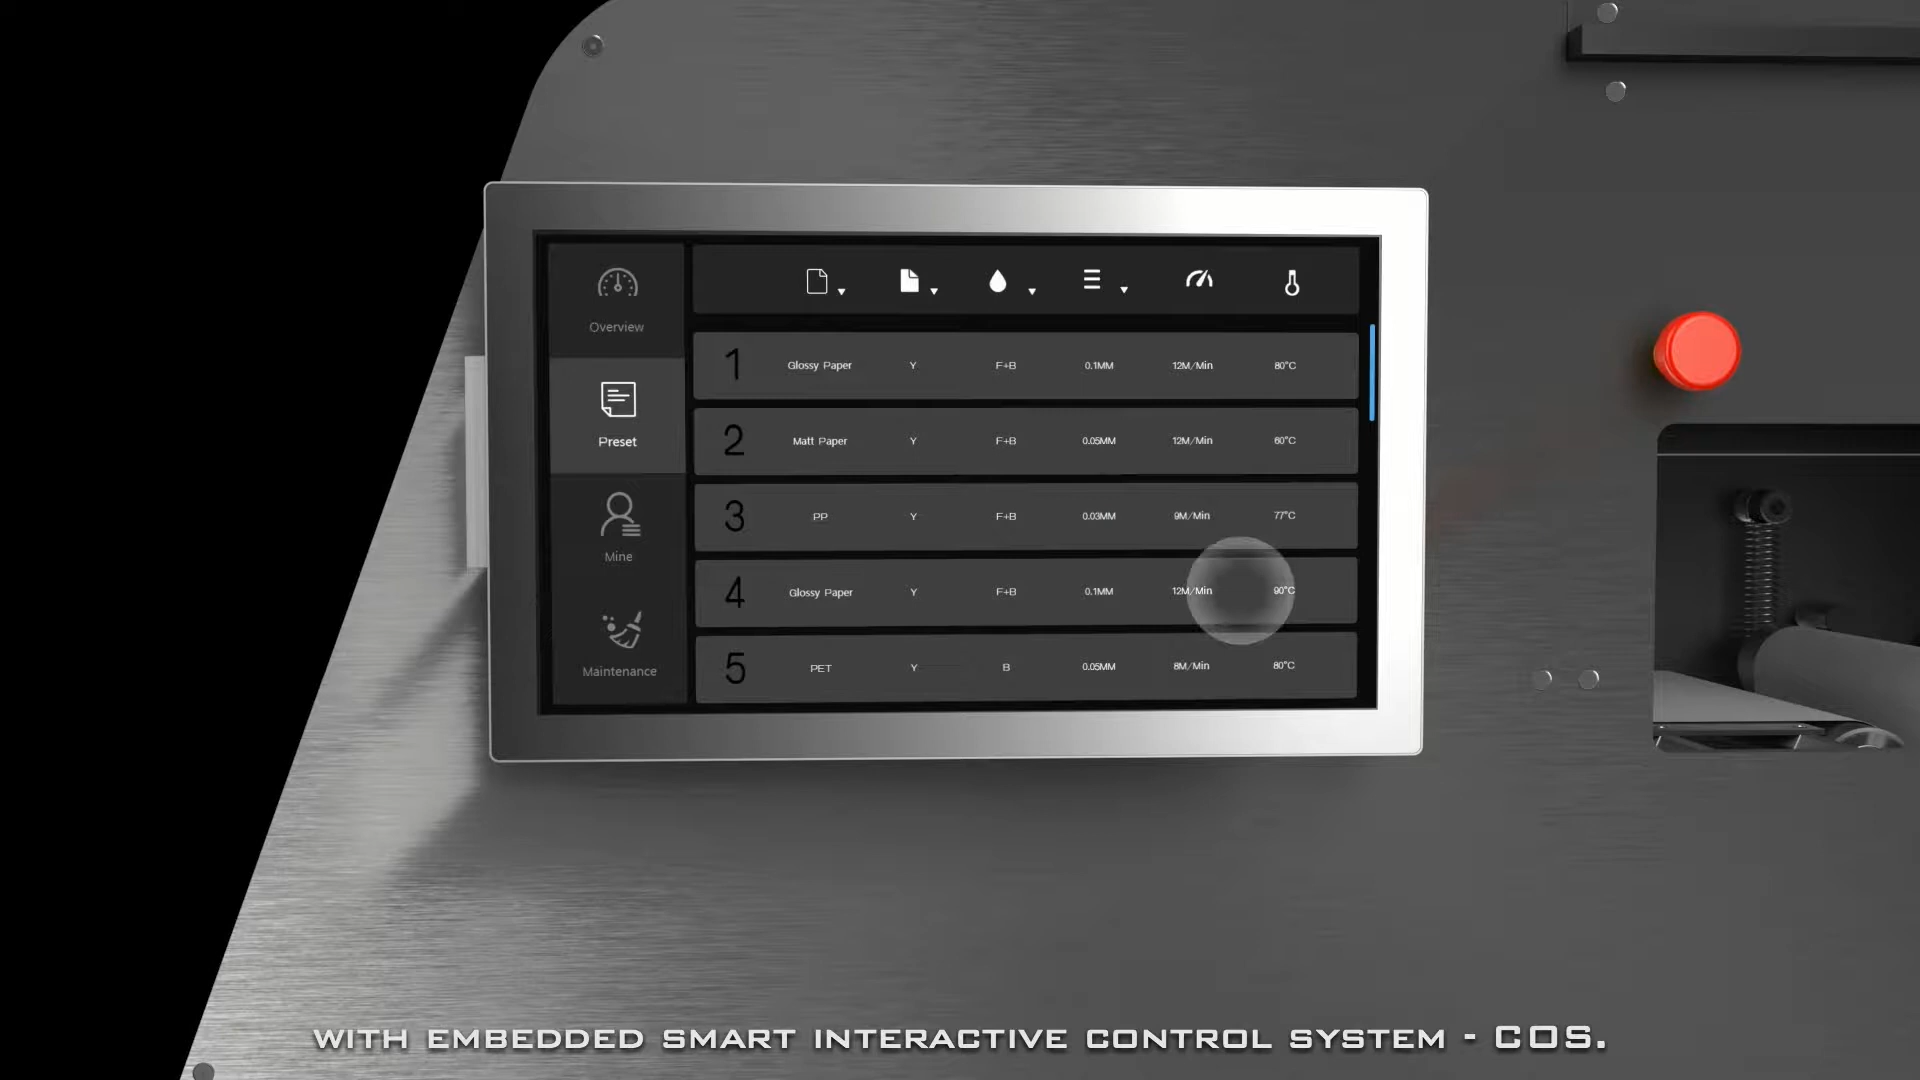 Overview
Preset
Mine
Maintenance
1 Glossy Paper Y F+B 0.1MM 12M/Min 80°C
2 Matt Paper Y F+B 0.05MM 12M/Min 60°C
3 PP Y F+B 0.03MM 9M/Min 77°C
4 Glossy Paper Y F+B 0.1MM 12M/Min 90°C
5 PET Y B 0.05MM 8M/Min 80°C
WITH EMBEDDED SMART INTERACTIVE CONTROL SYSTEM - COS.